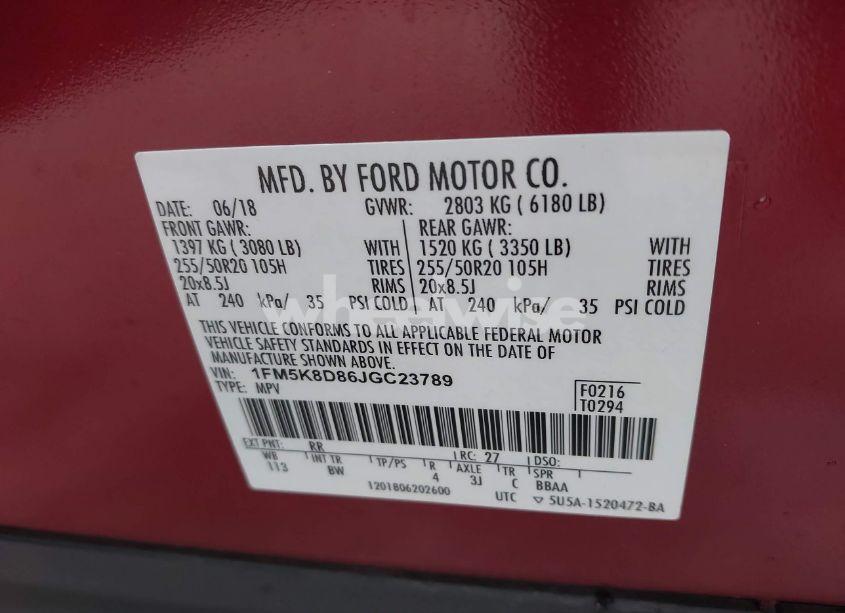 MFD. BY FORD MOTOR CO.
DATE: 06/18 GVWR: 2803 KG ( 6180 LB)
FRONT GAWR: REAR GAWR:
1397 KG ( 3080 LB) WITH 1520 KG ( 3350 LB) WITH
255/50R20 105H TIRES 255/50R20 105H TIRES
20x8.5J RIMS 20x8.5J RIMS
AT 240 kPa/ 35 PSI COLD AT 240 kPa/ 35 PSI COLD
wheelwise
THIS VEHICLE CONFORMS TO ALL APPLICABLE FEDERAL MOTOR
VEHICLE SAFETY STANDARDS IN EFFECT ON THE DATE OF
MANUFACTURE SHOWN ABOVE.
VIN: 1FM5K8D86JGC23789
TYPE: MPV
F0216
T0294
EXT PNT: RR RC: 27 DSO:
WB INT TR TP/PS R AXLE TR SPR
113 BW 4 3J C BBAA
1201806202600 UTC ▽ 5U5A-1520472-BA